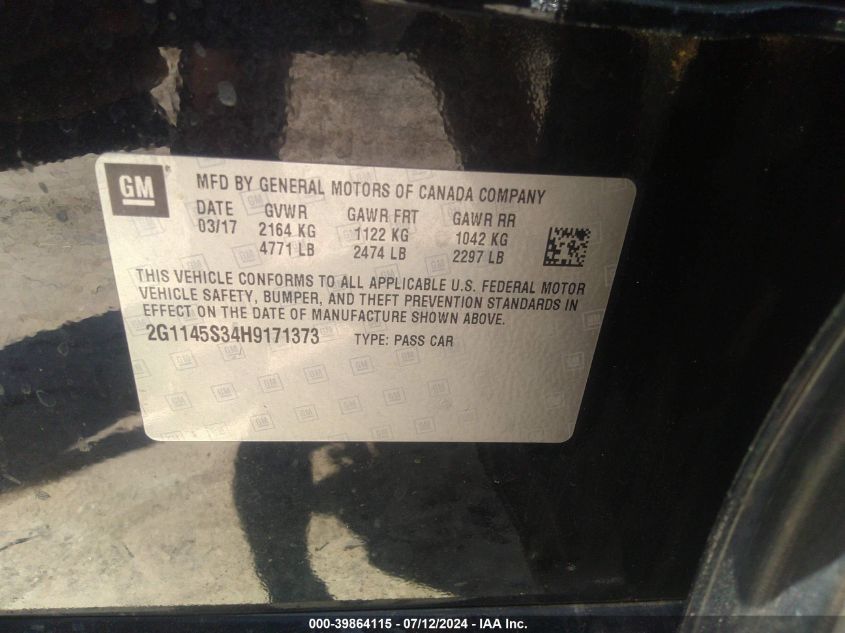 GM
MFD BY GENERAL MOTORS OF CANADA COMPANY
DATE GVWR GAWR FRT GAWR RR
03/17 2164 KG 1122 KG 1042 KG
4771 LB 2474 LB 2297 LB
THIS VEHICLE CONFORMS TO ALL APPLICABLE U.S. FEDERAL MOTOR
VEHICLE SAFETY, BUMPER, AND THEFT PREVENTION STANDARDS IN
EFFECT ON THE DATE OF MANUFACTURE SHOWN ABOVE.
2G1145S34H9171373 TYPE: PASS CAR
000-39864115 - 07/12/2024 - IAA Inc.